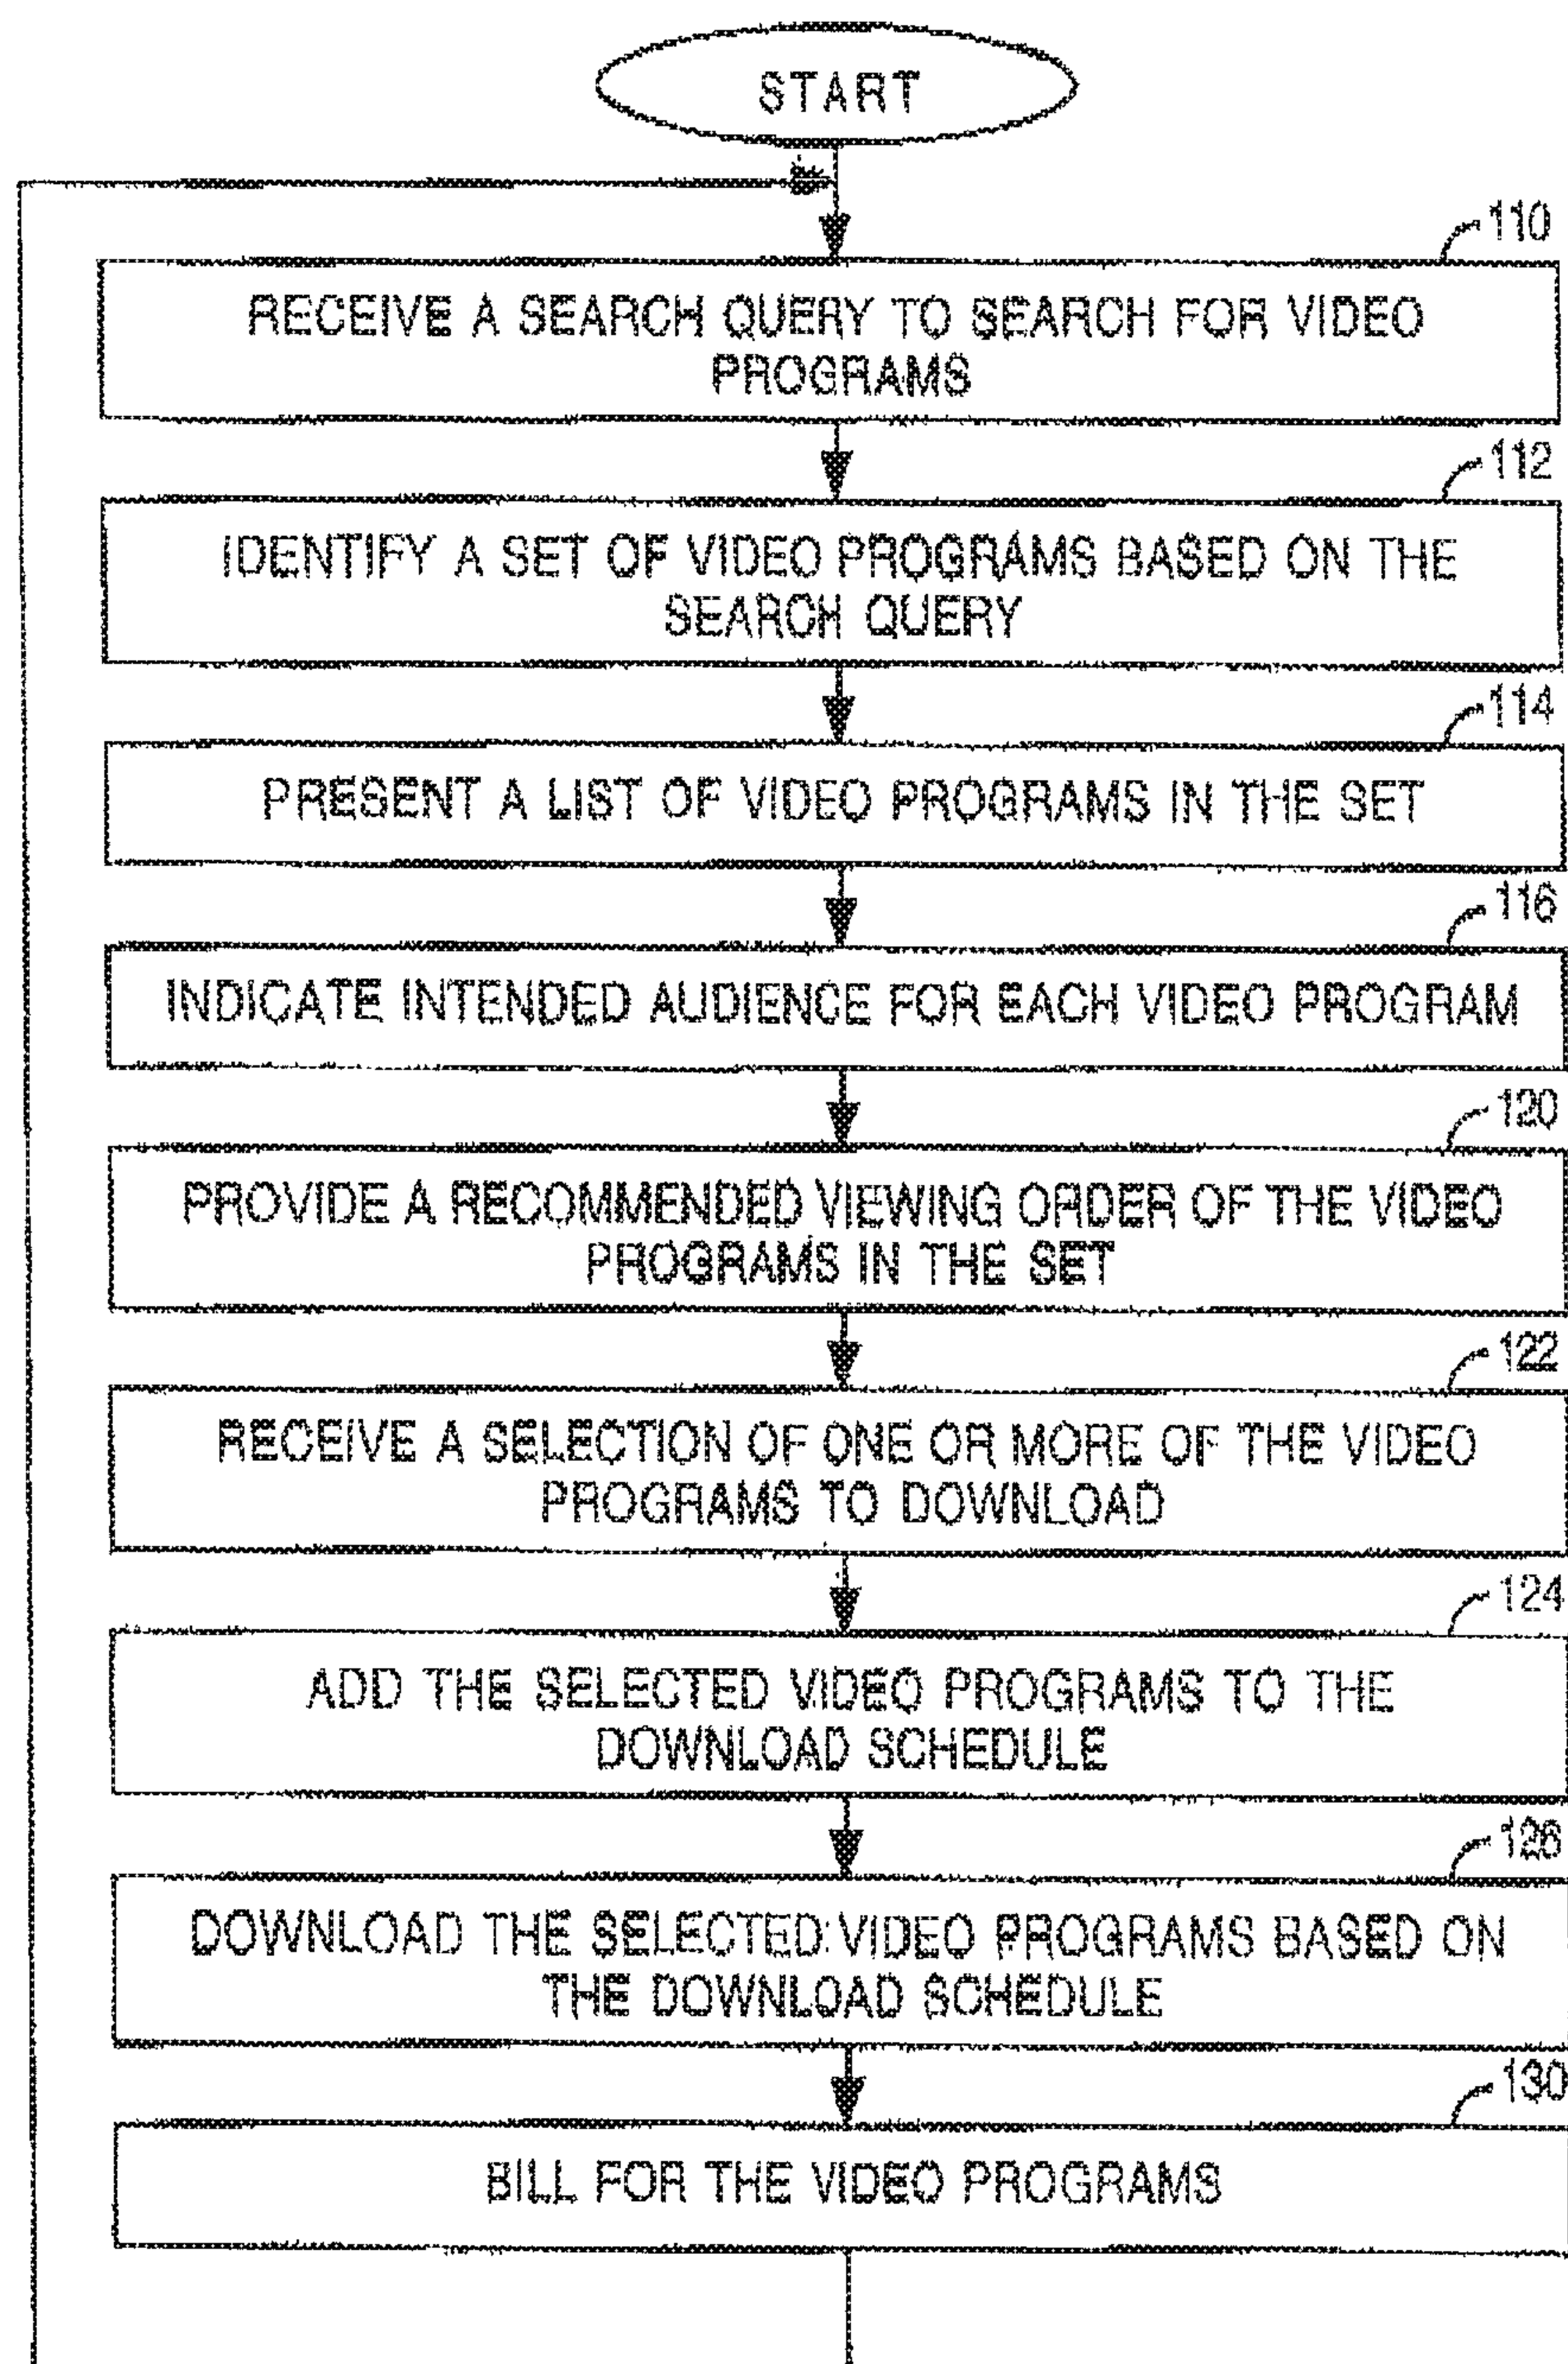 START
110
RECEIVE A SEARCH QUERY TO SEARCH FOR VIDEO
PROGRAMS
112
IDENTIFY A SET OF VIDEO PROGRAMS BASED ON THE
SEARCH QUERY
114
PRESENT A LIST OF VIDEO PROGRAMS IN THE SET
116
INDICATE INTENDED AUDIENCE FOR EACH VIDEO PROGRAM
120
PROVIDE A RECOMMENDED VIEWING ORDER OF THE VIDEO
PROGRAMS IN THE SET
122
RECEIVE A SELECTION OF ONE OR MORE OF THE VIDEO
PROGRAMS TO DOWNLOAD
124
ADD THE SELECTED VIDEO PROGRAMS TO THE
DOWNLOAD SCHEDULE
126
DOWNLOAD THE SELECTED VIDEO PROGRAMS BASED ON
THE DOWNLOAD SCHEDULE
130
BILL FOR THE VIDEO PROGRAMS